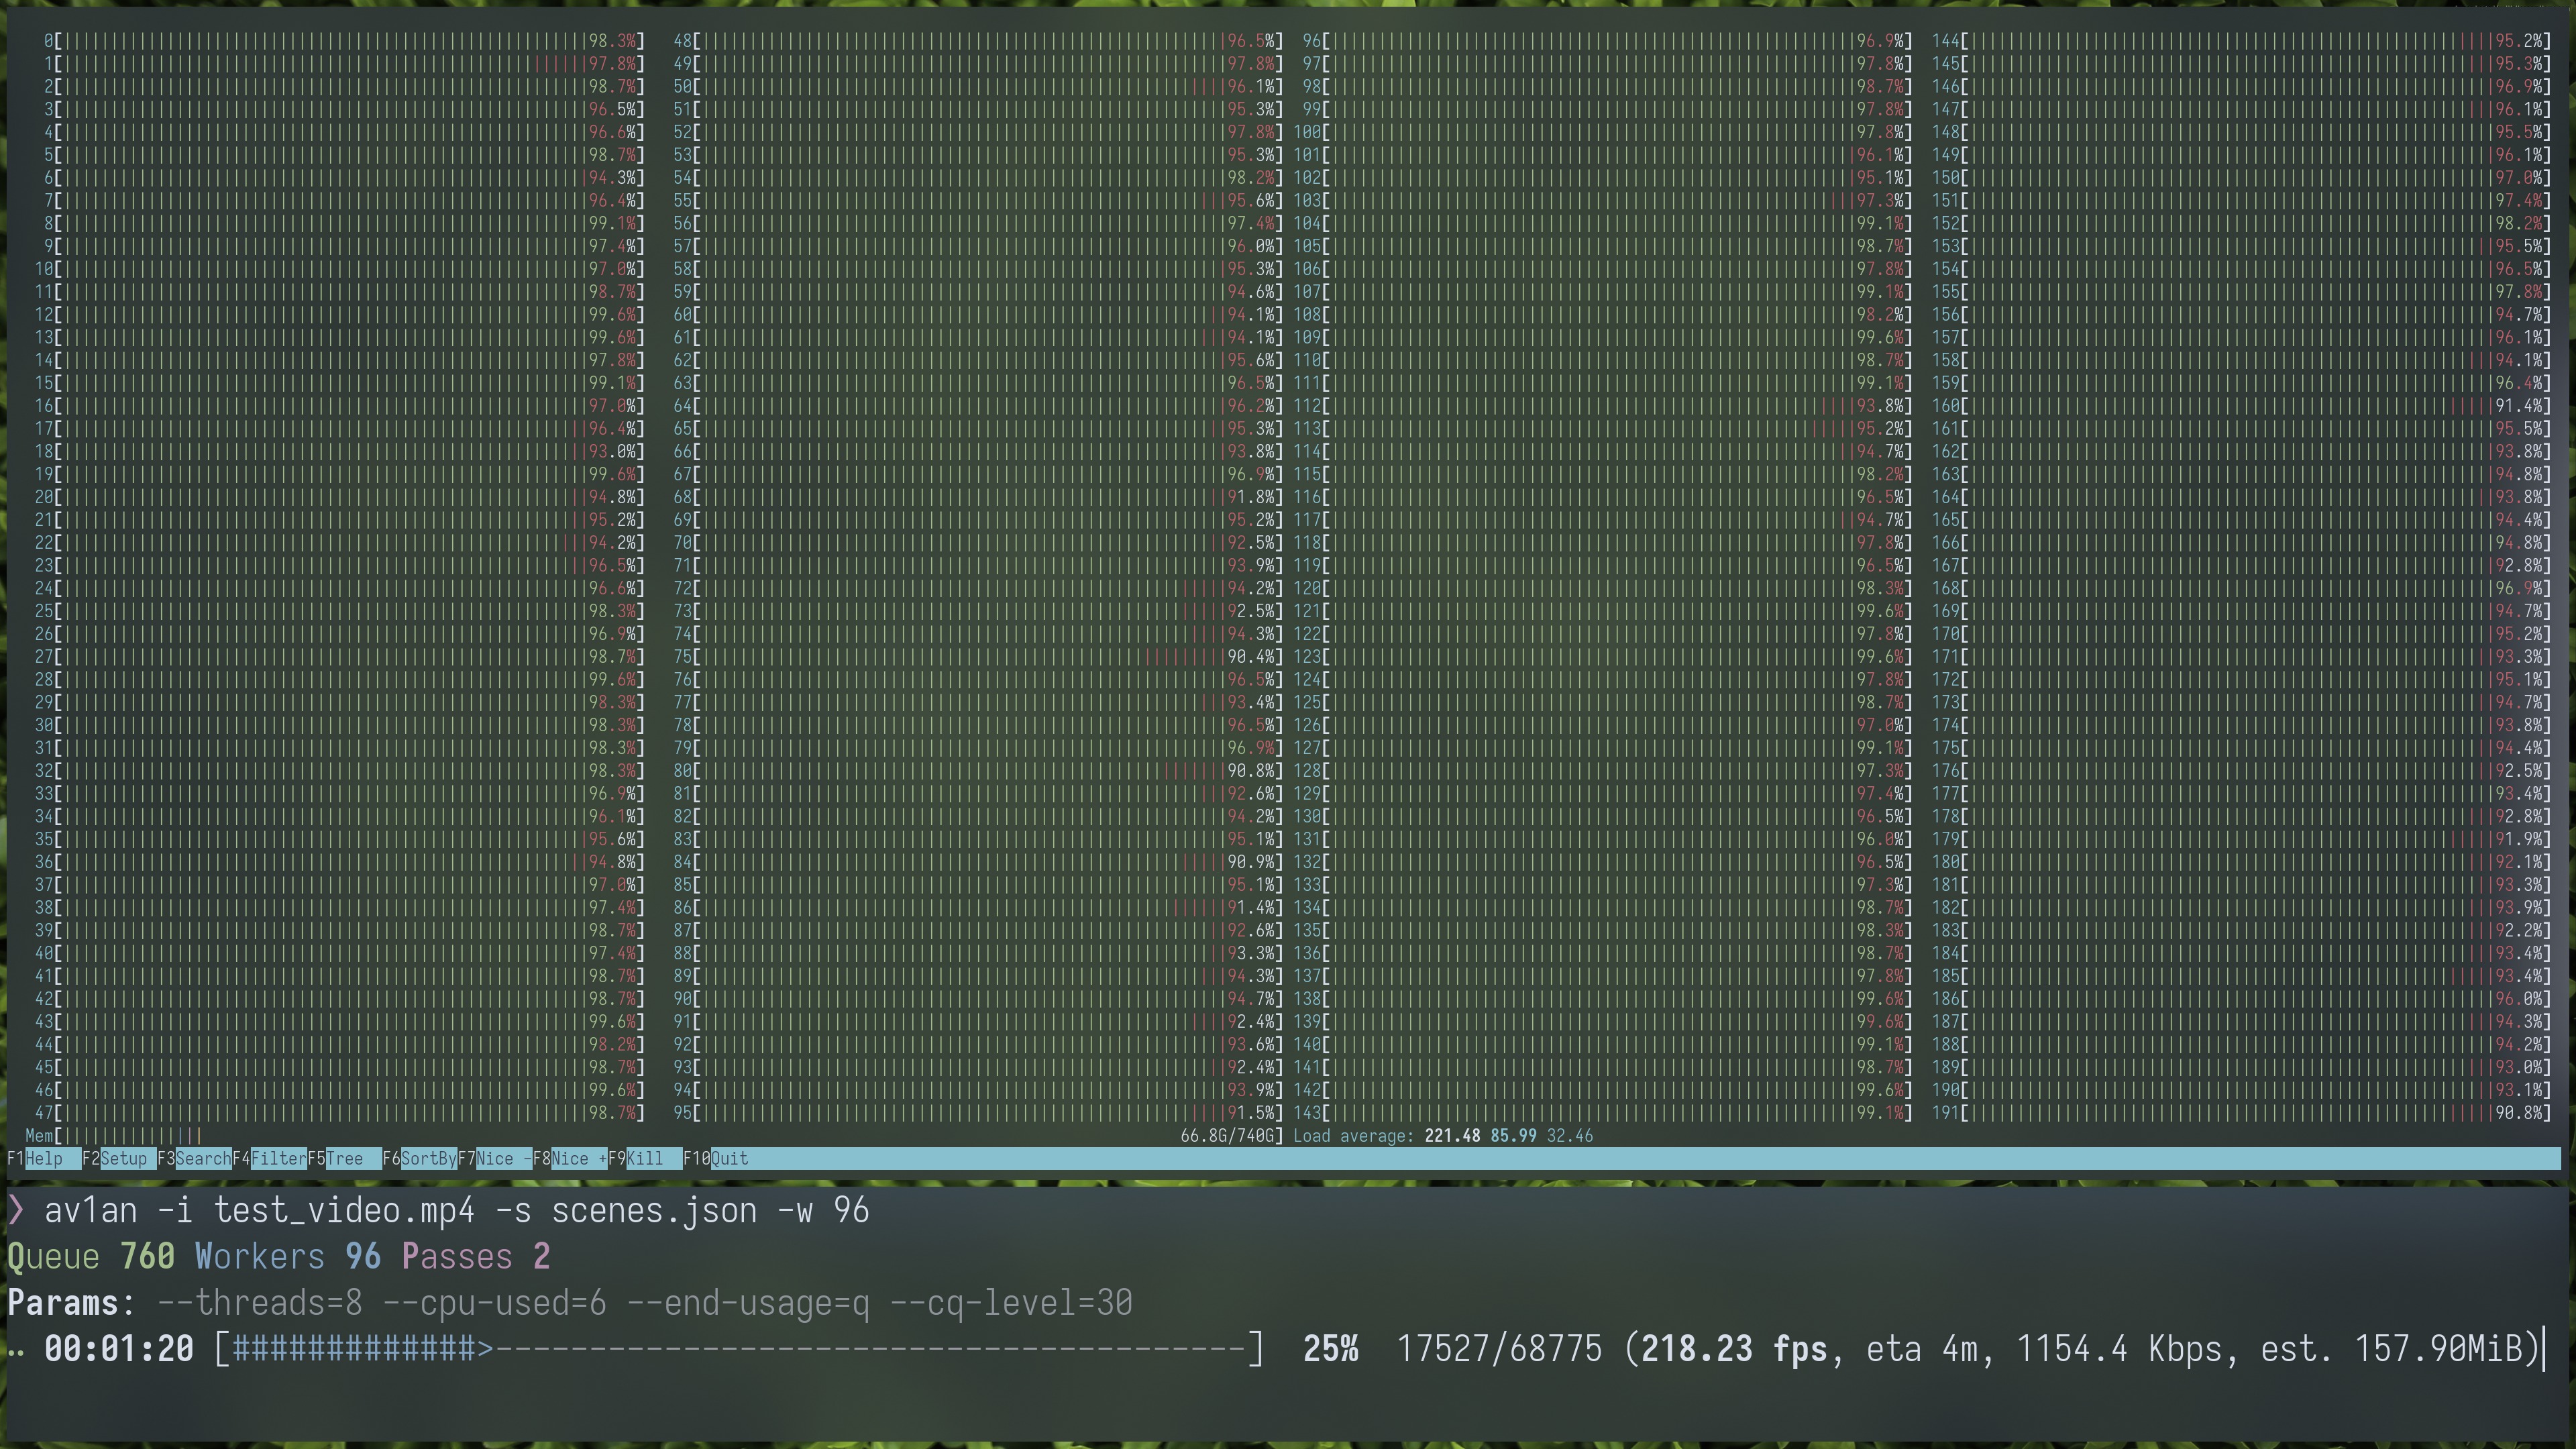 0[98.3%] 48[96.5%] 96[96.9%] 144[95.2%]
1[97.8%] 49[97.8%] 97[97.8%] 145[95.3%]
2[98.7%] 50[96.1%] 98[98.7%] 146[96.9%]
3[96.5%] 51[95.3%] 99[97.8%] 147[96.1%]
4[96.6%] 52[97.8%] 100[97.8%] 148[95.5%]
5[98.7%] 53[95.3%] 101[96.1%] 149[96.1%]
6[94.3%] 54[98.2%] 102[95.1%] 150[97.0%]
7[96.4%] 55[95.6%] 103[97.3%] 151[97.4%]
8[99.1%] 56[97.4%] 104[99.1%] 152[98.2%]
9[97.4%] 57[96.0%] 105[98.7%] 153[95.5%]
10[97.0%] 58[95.3%] 106[97.8%] 154[96.5%]
11[98.7%] 59[94.6%] 107[99.1%] 155[97.8%]
12[99.6%] 60[94.1%] 108[98.2%] 156[94.7%]
13[99.6%] 61[94.1%] 109[99.6%] 157[96.1%]
14[97.8%] 62[95.6%] 110[98.7%] 158[94.1%]
15[99.1%] 63[96.5%] 111[99.1%] 159[96.4%]
16[97.0%] 64[96.2%] 112[93.8%] 160[91.4%]
17[96.4%] 65[95.3%] 113[95.2%] 161[95.5%]
18[93.0%] 66[93.8%] 114[94.7%] 162[93.8%]
19[99.6%] 67[96.9%] 115[98.2%] 163[94.8%]
20[94.8%] 68[91.8%] 116[96.5%] 164[93.8%]
21[95.2%] 69[95.2%] 117[94.7%] 165[94.4%]
22[94.2%] 70[92.5%] 118[97.8%] 166[94.8%]
23[96.5%] 71[93.9%] 119[96.5%] 167[92.8%]
24[96.6%] 72[94.2%] 120[98.3%] 168[96.9%]
25[98.3%] 73[92.5%] 121[99.6%] 169[94.7%]
26[96.9%] 74[94.3%] 122[97.8%] 170[95.2%]
27[98.7%] 75[90.4%] 123[99.6%] 171[93.3%]
28[99.6%] 76[96.5%] 124[97.8%] 172[95.1%]
29[98.3%] 77[93.4%] 125[98.7%] 173[94.7%]
30[98.3%] 78[96.5%] 126[97.0%] 174[93.8%]
31[98.3%] 79[96.9%] 127[99.1%] 175[94.4%]
32[98.3%] 80[90.8%] 128[97.3%] 176[92.5%]
33[96.9%] 81[92.6%] 129[97.4%] 177[93.4%]
34[96.1%] 82[94.2%] 130[96.5%] 178[92.8%]
35[95.6%] 83[95.1%] 131[96.0%] 179[91.9%]
36[94.8%] 84[90.9%] 132[96.5%] 180[92.1%]
37[97.0%] 85[95.1%] 133[97.3%] 181[93.3%]
38[97.4%] 86[91.4%] 134[98.7%] 182[93.9%]
39[98.7%] 87[92.6%] 135[98.3%] 183[92.2%]
40[97.4%] 88[93.3%] 136[98.7%] 184[93.4%]
41[98.7%] 89[94.3%] 137[97.8%] 185[93.4%]
42[98.7%] 90[94.7%] 138[99.6%] 186[96.0%]
43[99.6%] 91[92.4%] 139[99.6%] 187[94.3%]
44[98.2%] 92[93.6%] 140[99.1%] 188[94.2%]
45[98.7%] 93[92.4%] 141[98.7%] 189[93.0%]
46[99.6%] 94[93.9%] 142[99.6%] 190[93.1%]
47[98.7%] 95[91.5%] 143[99.1%] 191[90.8%]
Mem[66.8G/740G] Load average: 221.48 85.99 32.46
F1Help F2Setup F3SearchF4FilterF5Tree F6SortByF7Nice -F8Nice +F9Kill F10Quit
❯ av1an -i test_video.mp4 -s scenes.json -w 96
Queue 760 Workers 96 Passes 2
Params: --threads=8 --cpu-used=6 --end-usage=q --cq-level=30
00:01:20 [#############>----------------------------------------] 25% 17527/68775 (218.23 fps, eta 4m, 1154.4 Kbps, est. 157.90MiB)